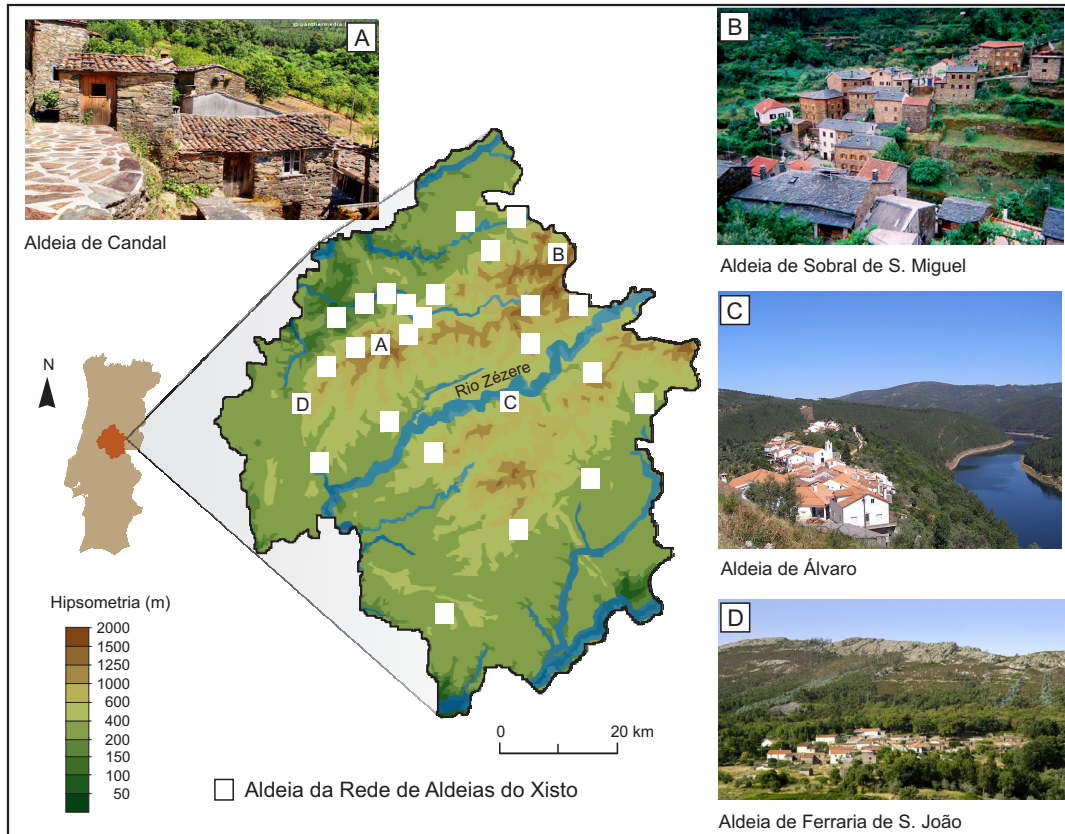 © panthermedia
A
Aldeia de Candal
B
Aldeia de Sobral de S. Miguel
C
Aldeia de Álvaro
D
Aldeia de Ferraria de S. João
N
B
A
Rio Zêzere
D
C
Hipsometria (m)
2000
1500
1250
1000
600
400
200
150
100
50
0 20 km
Aldeia da Rede de Aldeias do Xisto